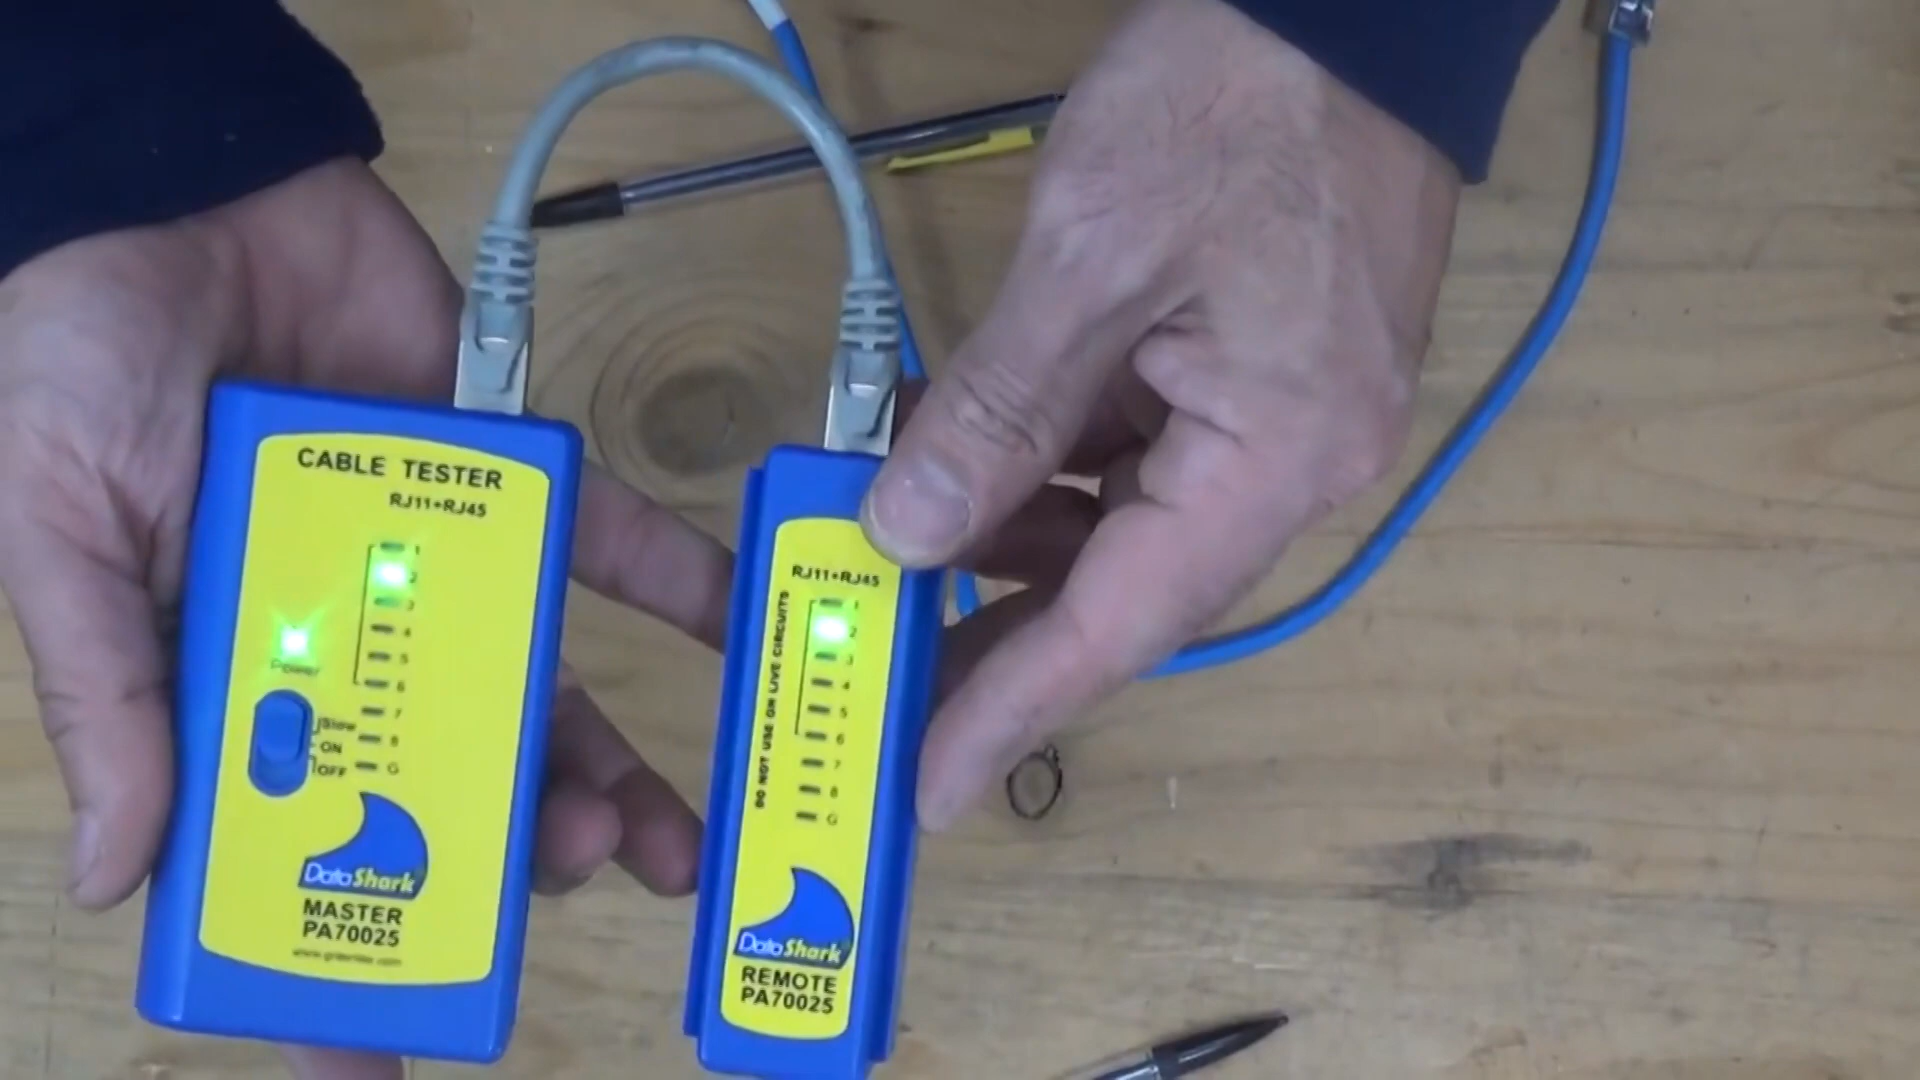 CABLE TESTER
RJ11+RJ45
1
2
3
4
5
6
7
8
G
Power
Slow
ON
OFF
DataShark
MASTER
PA70025
RJ11+RJ45
DO NOT USE ON LIVE CIRCUITS
1
2
3
4
5
6
7
8
G
DataShark
REMOTE
PA70025